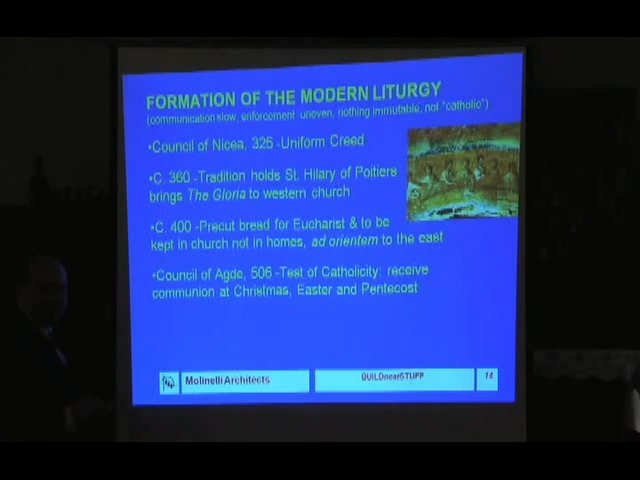 FORMATION OF THE MODERN LITURGY
(communication slow, enforcement uneven, nothing immutable, not "catholic")
•Council of Nicea, 325 -Uniform Creed
•C. 360 -Tradition holds St. Hilary of Poitiers
brings The Gloria to western church
•C. 400 -Precut bread for Eucharist & to be
kept in church not in homes, ad orientem to the east
•Council of Agde, 506 -Test of Catholicity: receive
communion at Christmas, Easter and Pentecost
Molinelli Architects
BUILDnearSTUFF
14